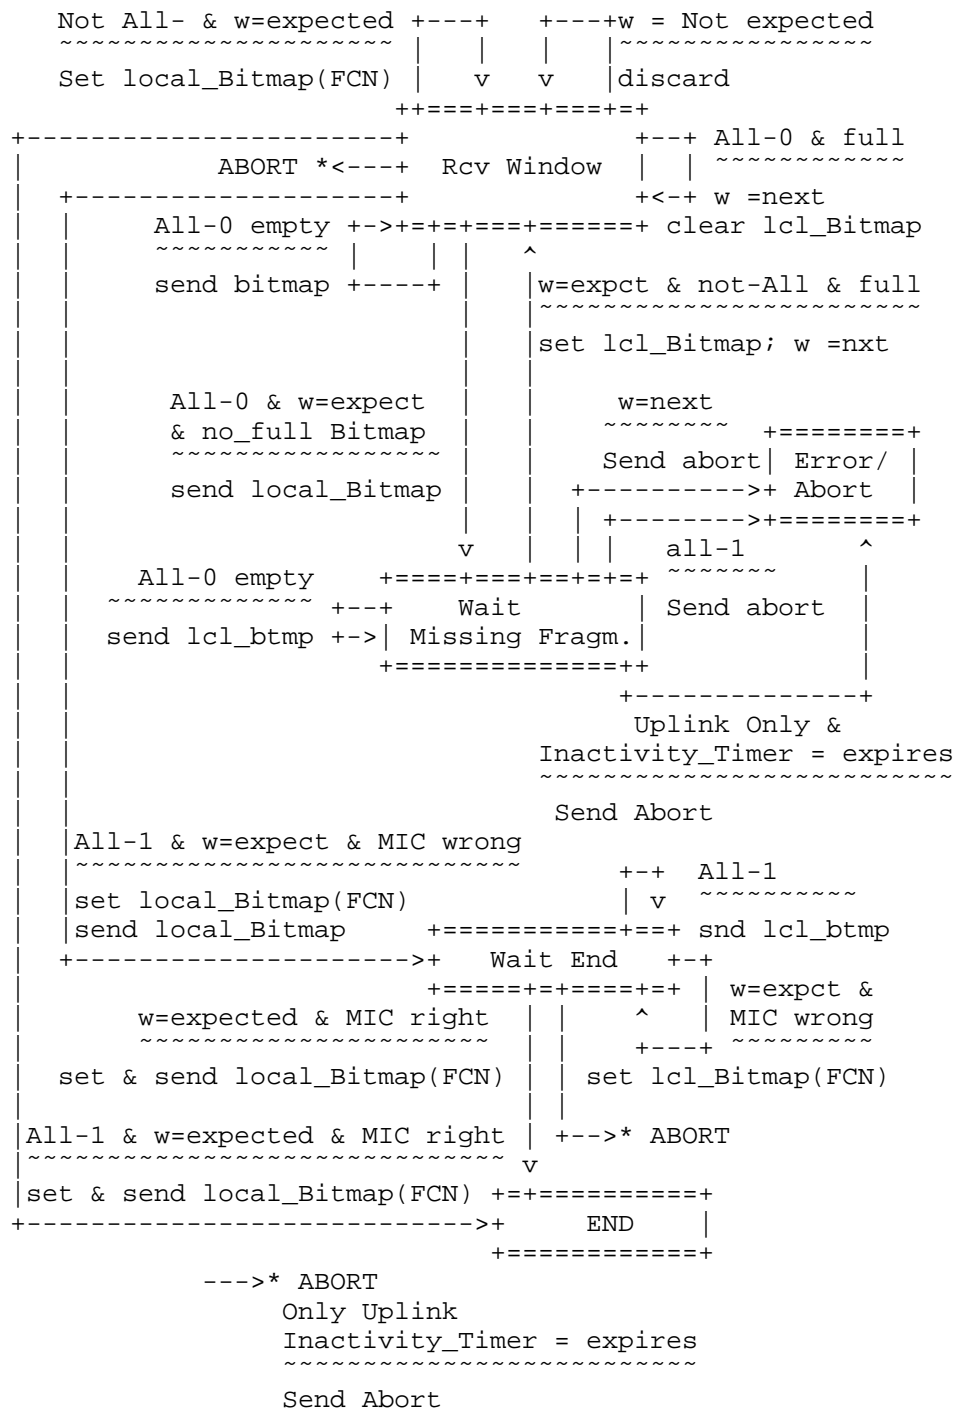 Not All- & w=expected +---+   +---+w = Not expected
~~~~~~~~~~~~~~~~~~~~~ |   |   |   |~~~~~~~~~~~~~~~~
Set local_Bitmap(FCN) |   v   v   |discard
++===+===+===+=+
+-----------------------+              +--+ All-0 & full
|            ABORT *<---+  Rcv Window  |  | ~~~~~~~~~~~~
|  +--------------------+              +<-+ w =next
|  |     All-0 empty +->+=+=+===+======+ clear lcl_Bitmap
|  |     ~~~~~~~~~~~ |    | |   ^
|  |     send bitmap +----+ |   |w=expct & not-All & full
|  |                        |   |~~~~~~~~~~~~~~~~~~~~~~~~
|  |                        |   |set lcl_Bitmap; w =nxt
|  |                        |   |
|  |      All-0 & w=expect  |   |     w=next
|  |      & no_full Bitmap  |   |    ~~~~~~~~  +========+
|  |      ~~~~~~~~~~~~~~~~~ |   |    Send abort| Error/ |
|  |      send local_Bitmap |   |  +---------->+ Abort  |
|  |                        |   |  | +-------->+========+
|  |                        v   |  | |   all-1       ^
|  |    All-0 empty    +====+===+==+=+=+ ~~~~~~~     |
|  |  ~~~~~~~~~~~~~ +--+    Wait       | Send abort  |
|  |  send lcl_btmp +->| Missing Fragm.|             |
|  |                   +==============++             |
|  |                                  +--------------+
|  |                                   Uplink Only &
|  |                             Inactivity_Timer = expires
|  |                             ~~~~~~~~~~~~~~~~~~~~~~~~~~
|  |                              Send Abort
|  |All-1 & w=expect & MIC wrong
|  |~~~~~~~~~~~~~~~~~~~~~~~~~~~~      +-+  All-1
|  |set local_Bitmap(FCN)             | v  ~~~~~~~~~~
|  |send local_Bitmap     +===========+==+ snd lcl_btmp
|  +--------------------->+   Wait End   +-+
|                         +=====+=+====+=+ | w=expct &
|       w=expected & MIC right  | |    ^   | MIC wrong
|       ~~~~~~~~~~~~~~~~~~~~~~  | |    +---+ ~~~~~~~~~
|  set & send local_Bitmap(FCN) | | set lcl_Bitmap(FCN)
|                               | |
|All-1 & w=expected & MIC right | +-->* ABORT
|~~~~~~~~~~~~~~~~~~~~~~~~~~~~~~ v
|set & send local_Bitmap(FCN) +=+==========+
+---------------------------->+     END     |
+============+
--->* ABORT
Only Uplink
Inactivity_Timer = expires
~~~~~~~~~~~~~~~~~~~~~~~~~~
Send Abort